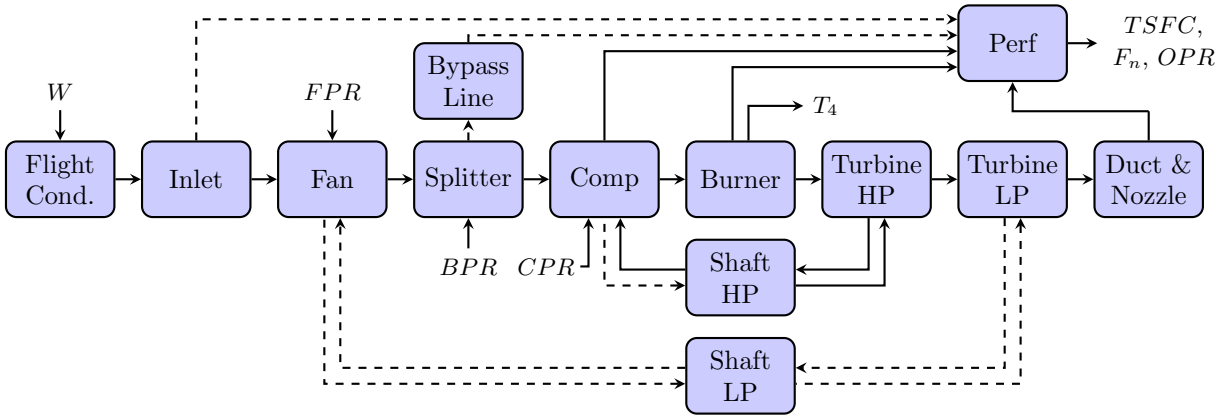 TSFC,
Perf
F_n, OPR
Bypass
Line
W
FPR
T_4
Flight
Cond.
Inlet
Fan
Splitter
Comp
Burner
Turbine
HP
Turbine
LP
Duct &
Nozzle
BPR
CPR
Shaft
HP
Shaft
LP